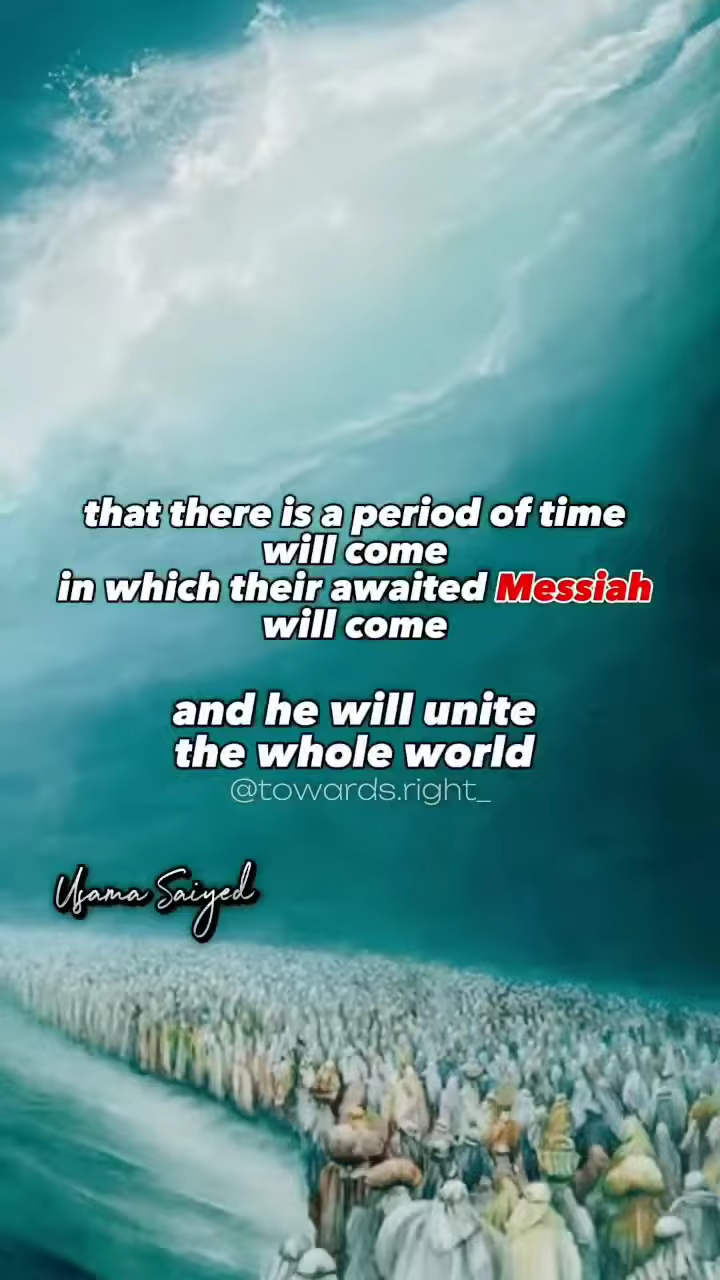 that there is a period of time
will come
in which their awaited Messiah
will come
and he will unite
the whole world
@towards.right_
Usama Saiyed